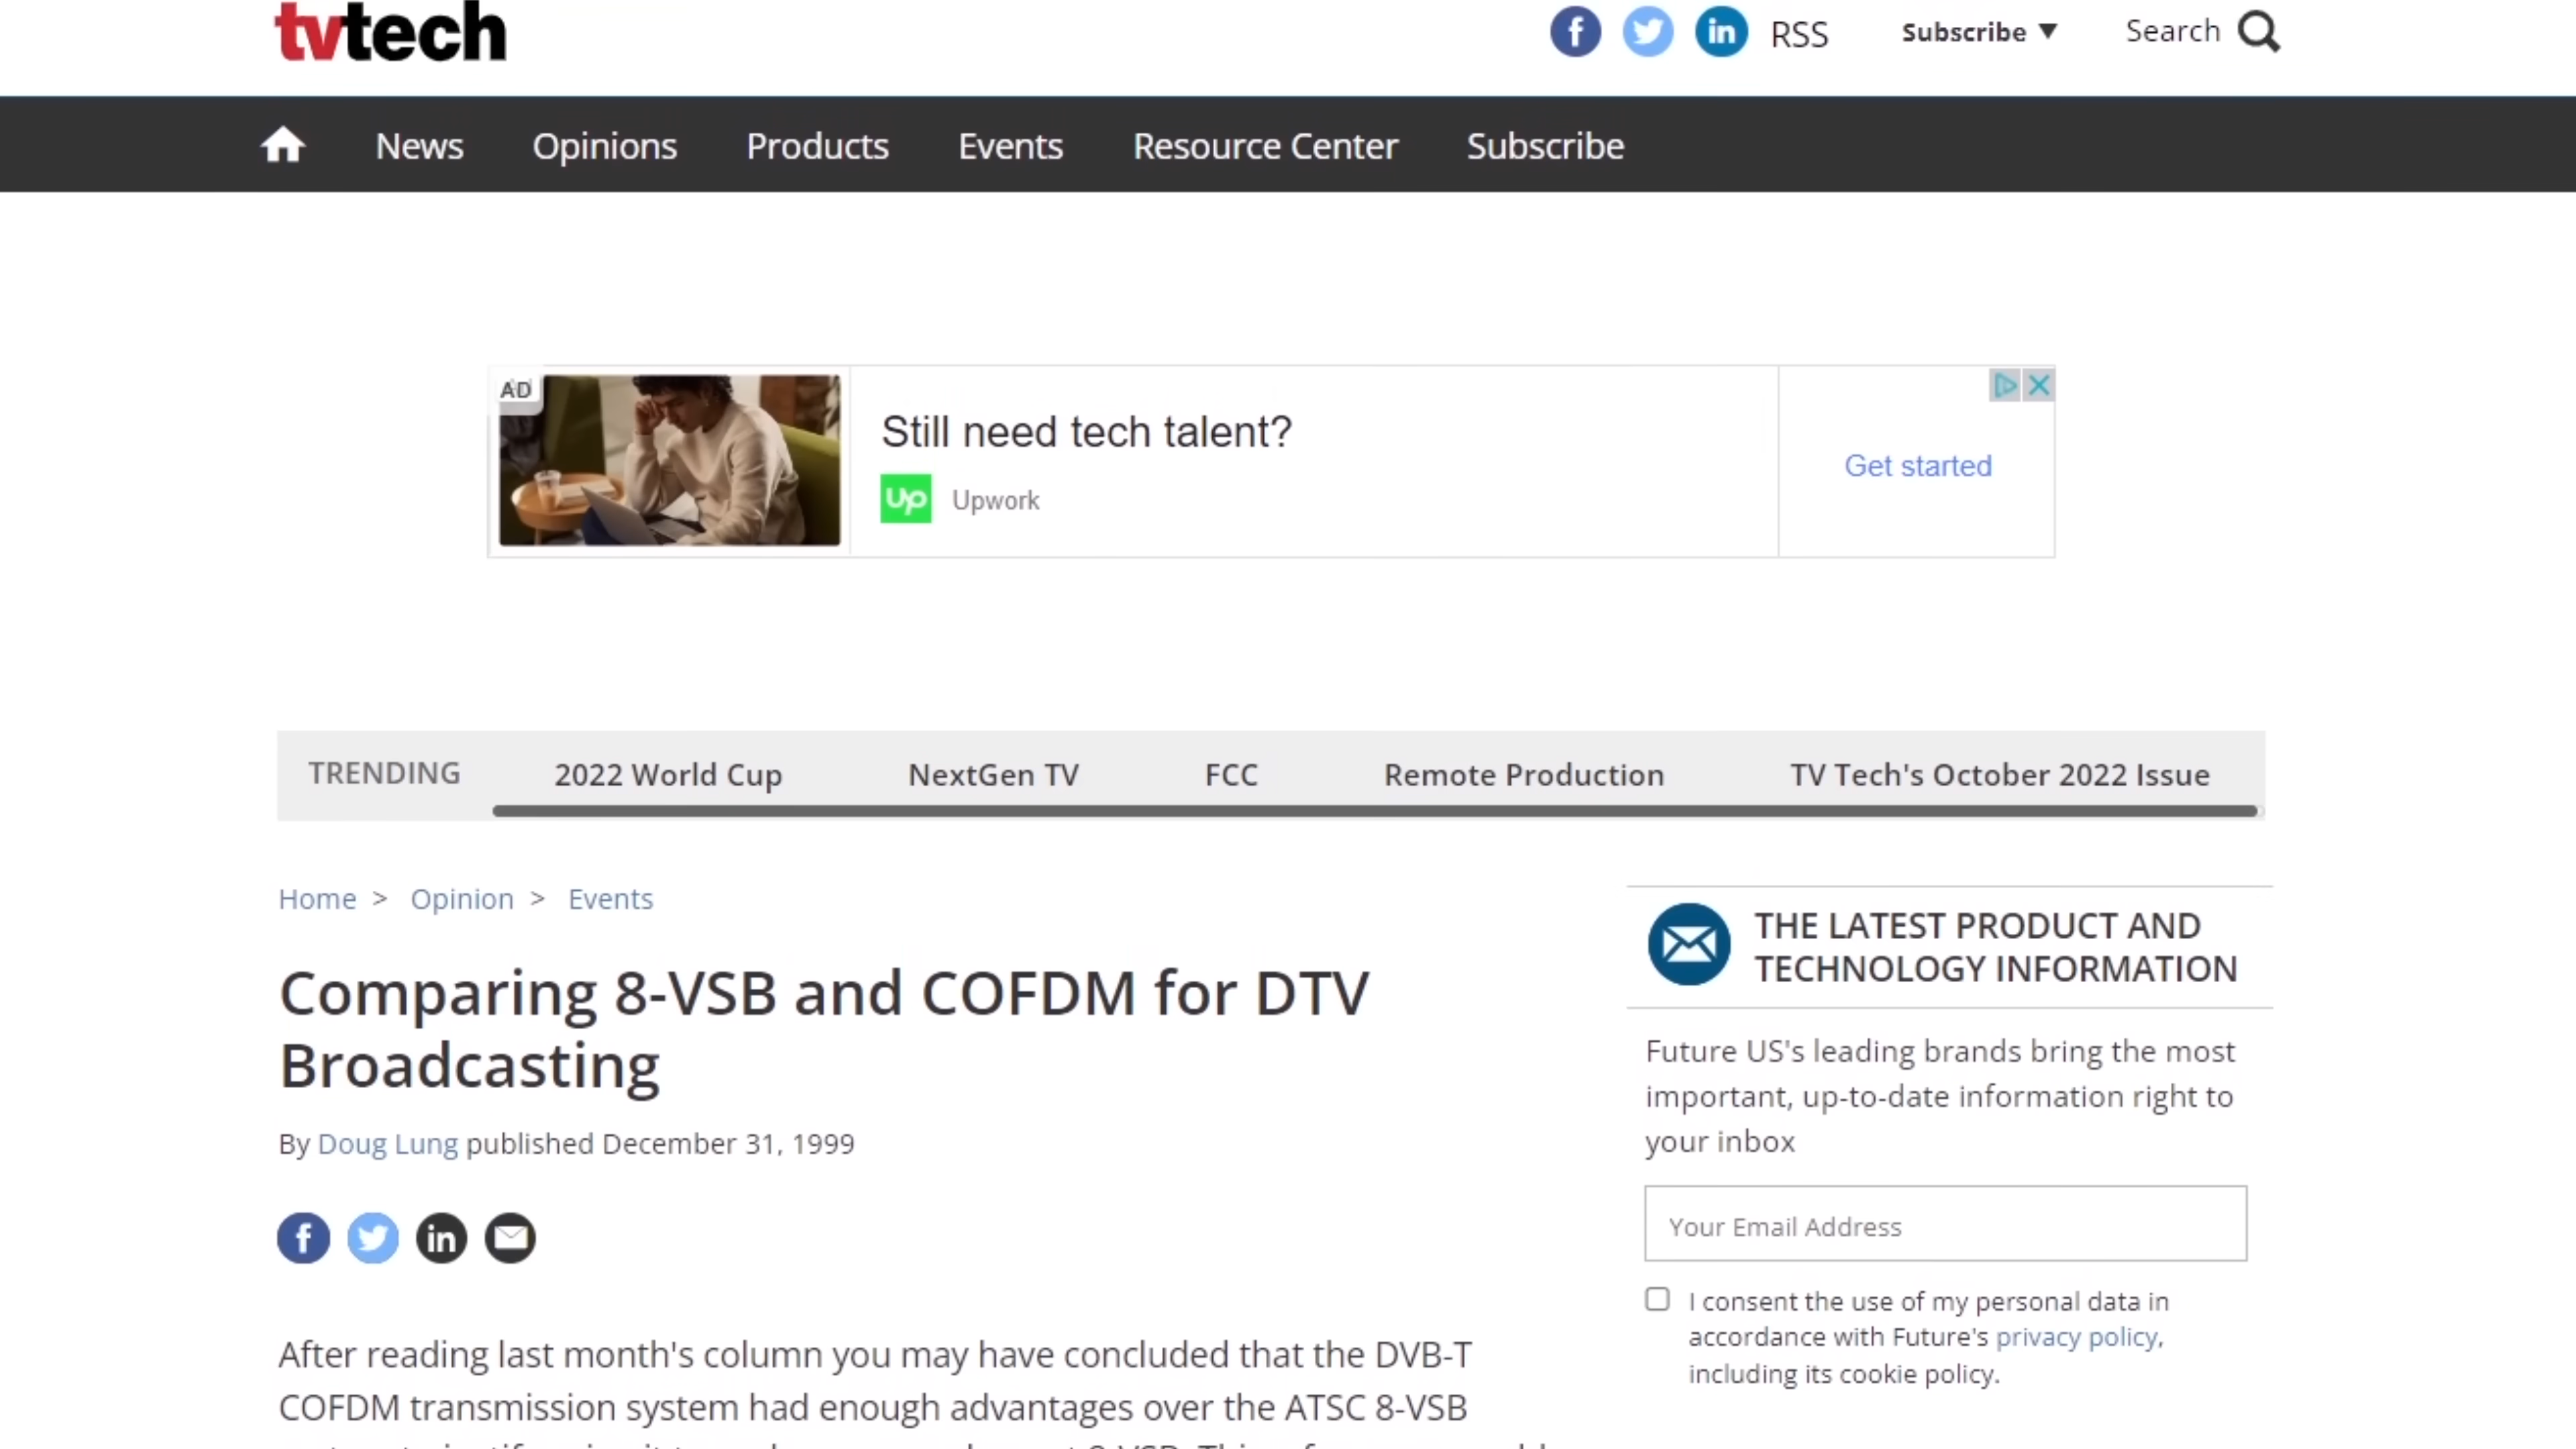 tvtech
RSS
Subscribe ▼
Search
News
Opinions
Products
Events
Resource Center
Subscribe
AD
Still need tech talent?
Up
Upwork
Get started
TRENDING
2022 World Cup
NextGen TV
FCC
Remote Production
TV Tech's October 2022 Issue
Home > Opinion > Events
Comparing 8-VSB and COFDM for DTV
Broadcasting
By Doug Lung published December 31, 1999
After reading last month's column you may have concluded that the DVB-T
COFDM transmission system had enough advantages over the ATSC 8-VSB
THE LATEST PRODUCT AND
TECHNOLOGY INFORMATION
Future US's leading brands bring the most
important, up-to-date information right to
your inbox
Your Email Address
I consent the use of my personal data in
accordance with Future's privacy policy,
including its cookie policy.